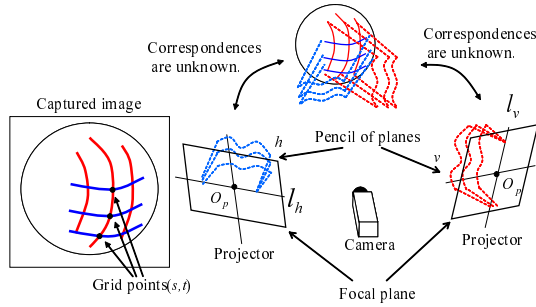 Correspondences
are unknown.
Correspondences
are unknown.
Captured image
l_v
h
Pencil of planes
v
O_p
l_h
O_p
Camera
Projector
Projector
Grid points(s,t)
Focal plane